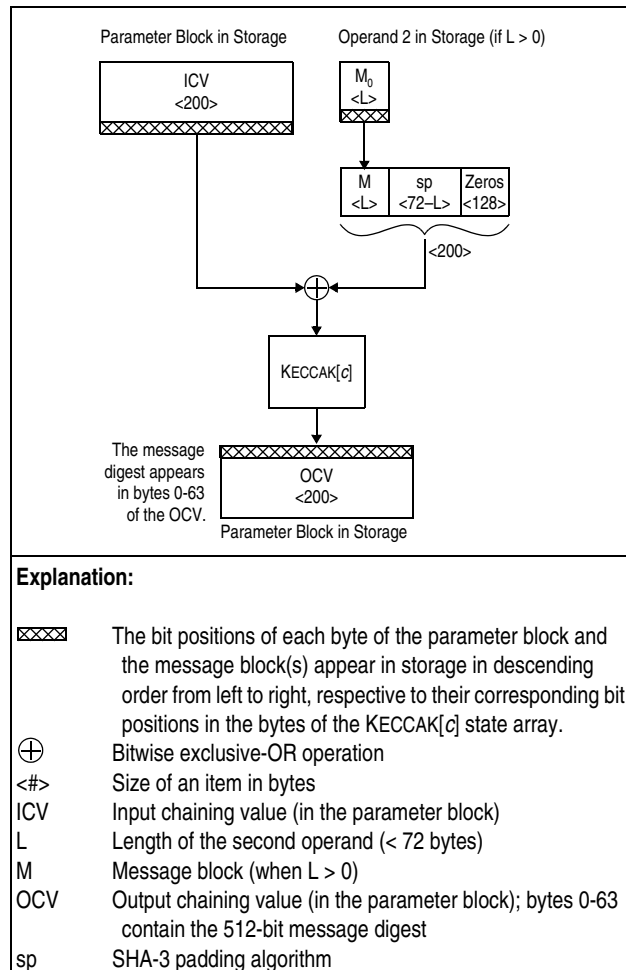 Parameter Block in Storage
Operand 2 in Storage (if L > 0)
ICV
<200>
M0
<L>
M
<L>
sp
<72–L>
Zeros
<128>
<200>
KECCAK[c]
The message
digest appears
in bytes 0-63
of the OCV.
OCV
<200>
Parameter Block in Storage
Explanation:
The bit positions of each byte of the parameter block and
the message block(s) appear in storage in descending
order from left to right, respective to their corresponding bit
positions in the bytes of the KECCAK[c] state array.
⊕ Bitwise exclusive-OR operation
<#> Size of an item in bytes
ICV Input chaining value (in the parameter block)
L Length of the second operand (< 72 bytes)
M Message block (when L > 0)
OCV Output chaining value (in the parameter block); bytes 0-63
contain the 512-bit message digest
sp SHA-3 padding algorithm